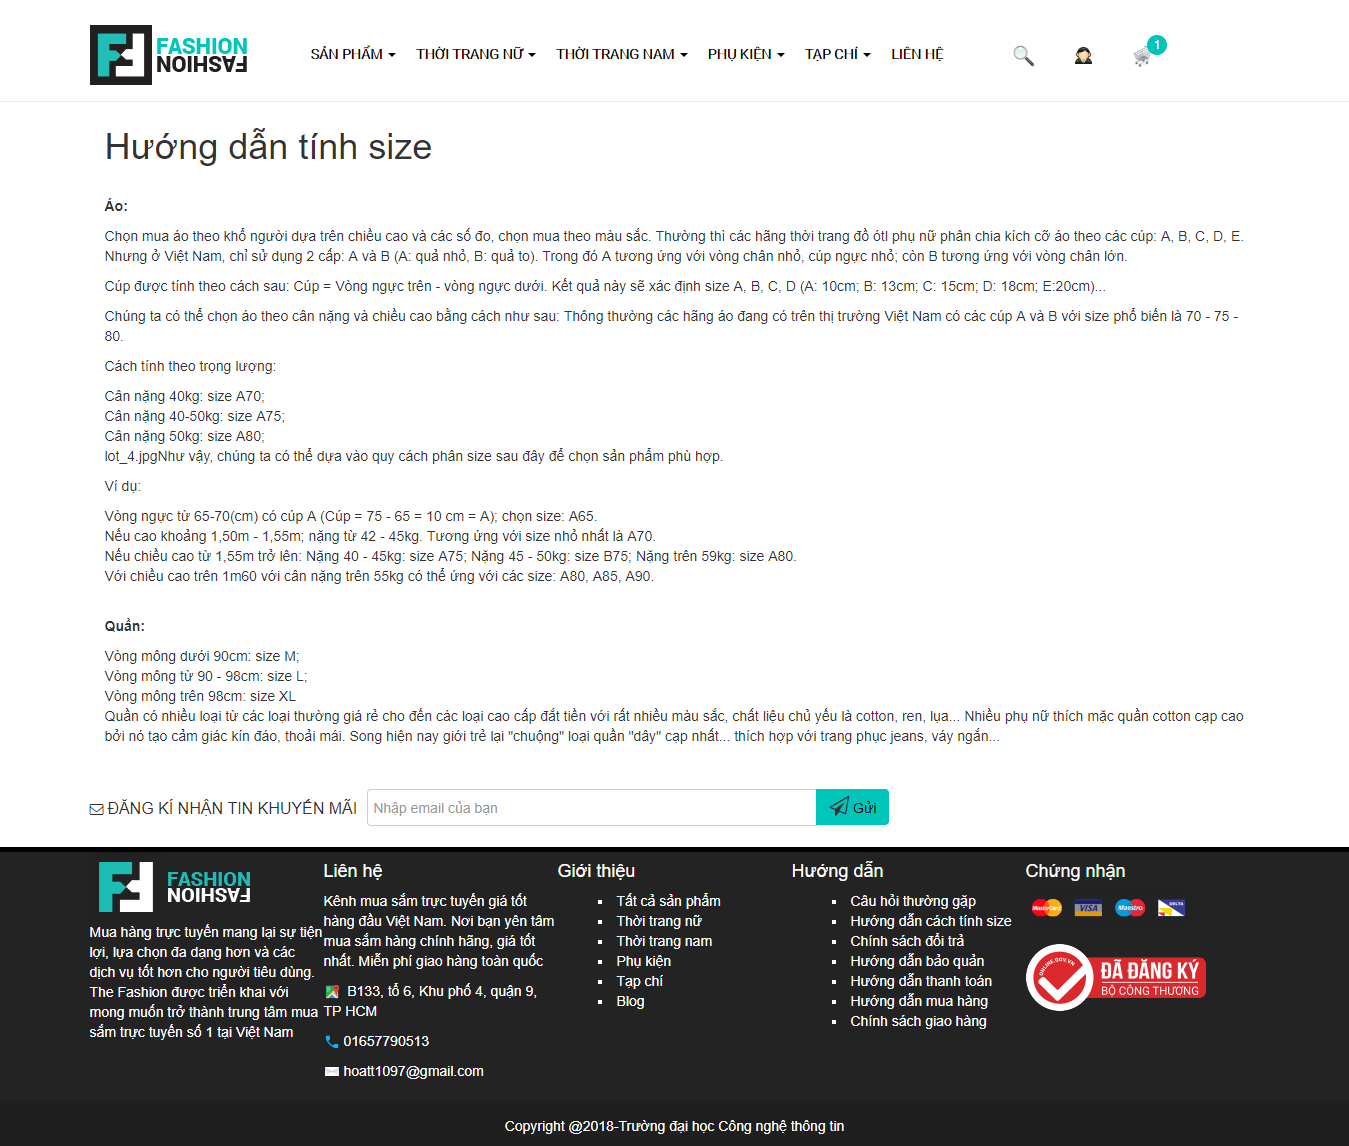 FASHION
FASHION
SẢN PHẨM
THỜI TRANG NỮ
THỜI TRANG NAM
PHỤ KIỆN
TẠP CHÍ
LIÊN HỆ
1
Hướng dẫn tính size
Áo:
Chọn mua áo theo khổ người dựa trên chiều cao và các số đo, chọn mua theo màu sắc. Thường thì các hãng thời trang đồ ótl phụ nữ phân chia kích cỡ áo theo các cúp: A, B, C, D, E.
Nhưng ở Việt Nam, chỉ sử dụng 2 cấp: A và B (A: quả nhỏ, B: quả to). Trong đó A tương ứng với vòng chân nhỏ, cúp ngực nhỏ; còn B tương ứng với vòng chân lớn.
Cúp được tính theo cách sau: Cúp = Vòng ngực trên - vòng ngực dưới. Kết quả này sẽ xác định size A, B, C, D (A: 10cm; B: 13cm; C: 15cm; D: 18cm; E:20cm)...
Chúng ta có thể chọn áo theo cân nặng và chiều cao bằng cách như sau: Thông thường các hãng áo đang có trên thị trường Việt Nam có các cúp A và B với size phổ biến là 70 - 75 -
80.
Cách tính theo trọng lượng:
Cân nặng 40kg: size A70;
Cân nặng 40-50kg: size A75;
Cân nặng 50kg: size A80;
lot_4.jpgNhư vậy, chúng ta có thể dựa vào quy cách phân size sau đây để chọn sản phẩm phù hợp.
Ví dụ:
Vòng ngực từ 65-70(cm) có cúp A (Cúp = 75 - 65 = 10 cm = A); chọn size: A65.
Nếu cao khoảng 1,50m - 1,55m; nặng từ 42 - 45kg. Tương ứng với size nhỏ nhất là A70.
Nếu chiều cao từ 1,55m trở lên: Nặng 40 - 45kg: size A75; Nặng 45 - 50kg: size B75; Nặng trên 59kg: size A80.
Với chiều cao trên 1m60 với cân nặng trên 55kg có thể ứng với các size: A80, A85, A90.
Quần:
Vòng mông dưới 90cm: size M;
Vòng mông từ 90 - 98cm: size L;
Vòng mông trên 98cm: size XL
Quần có nhiều loại từ các loại thường giá rẻ cho đến các loại cao cấp đắt tiền với rất nhiều màu sắc, chất liệu chủ yếu là cotton, ren, lụa... Nhiều phụ nữ thích mặc quần cotton cạp cao
bởi nó tạo cảm giác kín đáo, thoải mái. Song hiện nay giới trẻ lại "chuộng" loại quần "dây" cạp nhất... thích hợp với trang phục jeans, váy ngắn...
ĐĂNG KÍ NHẬN TIN KHUYẾN MÃI
Nhập email của bạn
Gửi
FASHION
FASHION
Mua hàng trực tuyến mang lại sự tiện
lợi, lựa chọn đa dạng hơn và các
dịch vụ tốt hơn cho người tiêu dùng.
The Fashion được triển khai với
mong muốn trở thành trung tâm mua
sắm trực tuyến số 1 tại Việt Nam
Liên hệ
Kênh mua sắm trực tuyến giá tốt
hàng đầu Việt Nam. Nơi bạn yên tâm
mua sắm hàng chính hãng, giá tốt
nhất. Miễn phí giao hàng toàn quốc
B133, tổ 6, Khu phố 4, quận 9,
TP HCM
01657790513
hoatt1097@gmail.com
Giới thiệu
Tất cả sản phẩm
Thời trang nữ
Thời trang nam
Phụ kiện
Tạp chí
Blog
Hướng dẫn
Câu hỏi thường gặp
Hướng dẫn cách tính size
Chính sách đổi trả
Hướng dẫn bảo quản
Hướng dẫn thanh toán
Hướng dẫn mua hàng
Chính sách giao hàng
Chứng nhận
MasterCard
VISA
Maestro
DELTA
ONLINE.GOV.VN
ĐÃ ĐĂNG KÝ
BỘ CÔNG THƯƠNG
Copyright @2018-Trường đại học Công nghệ thông tin